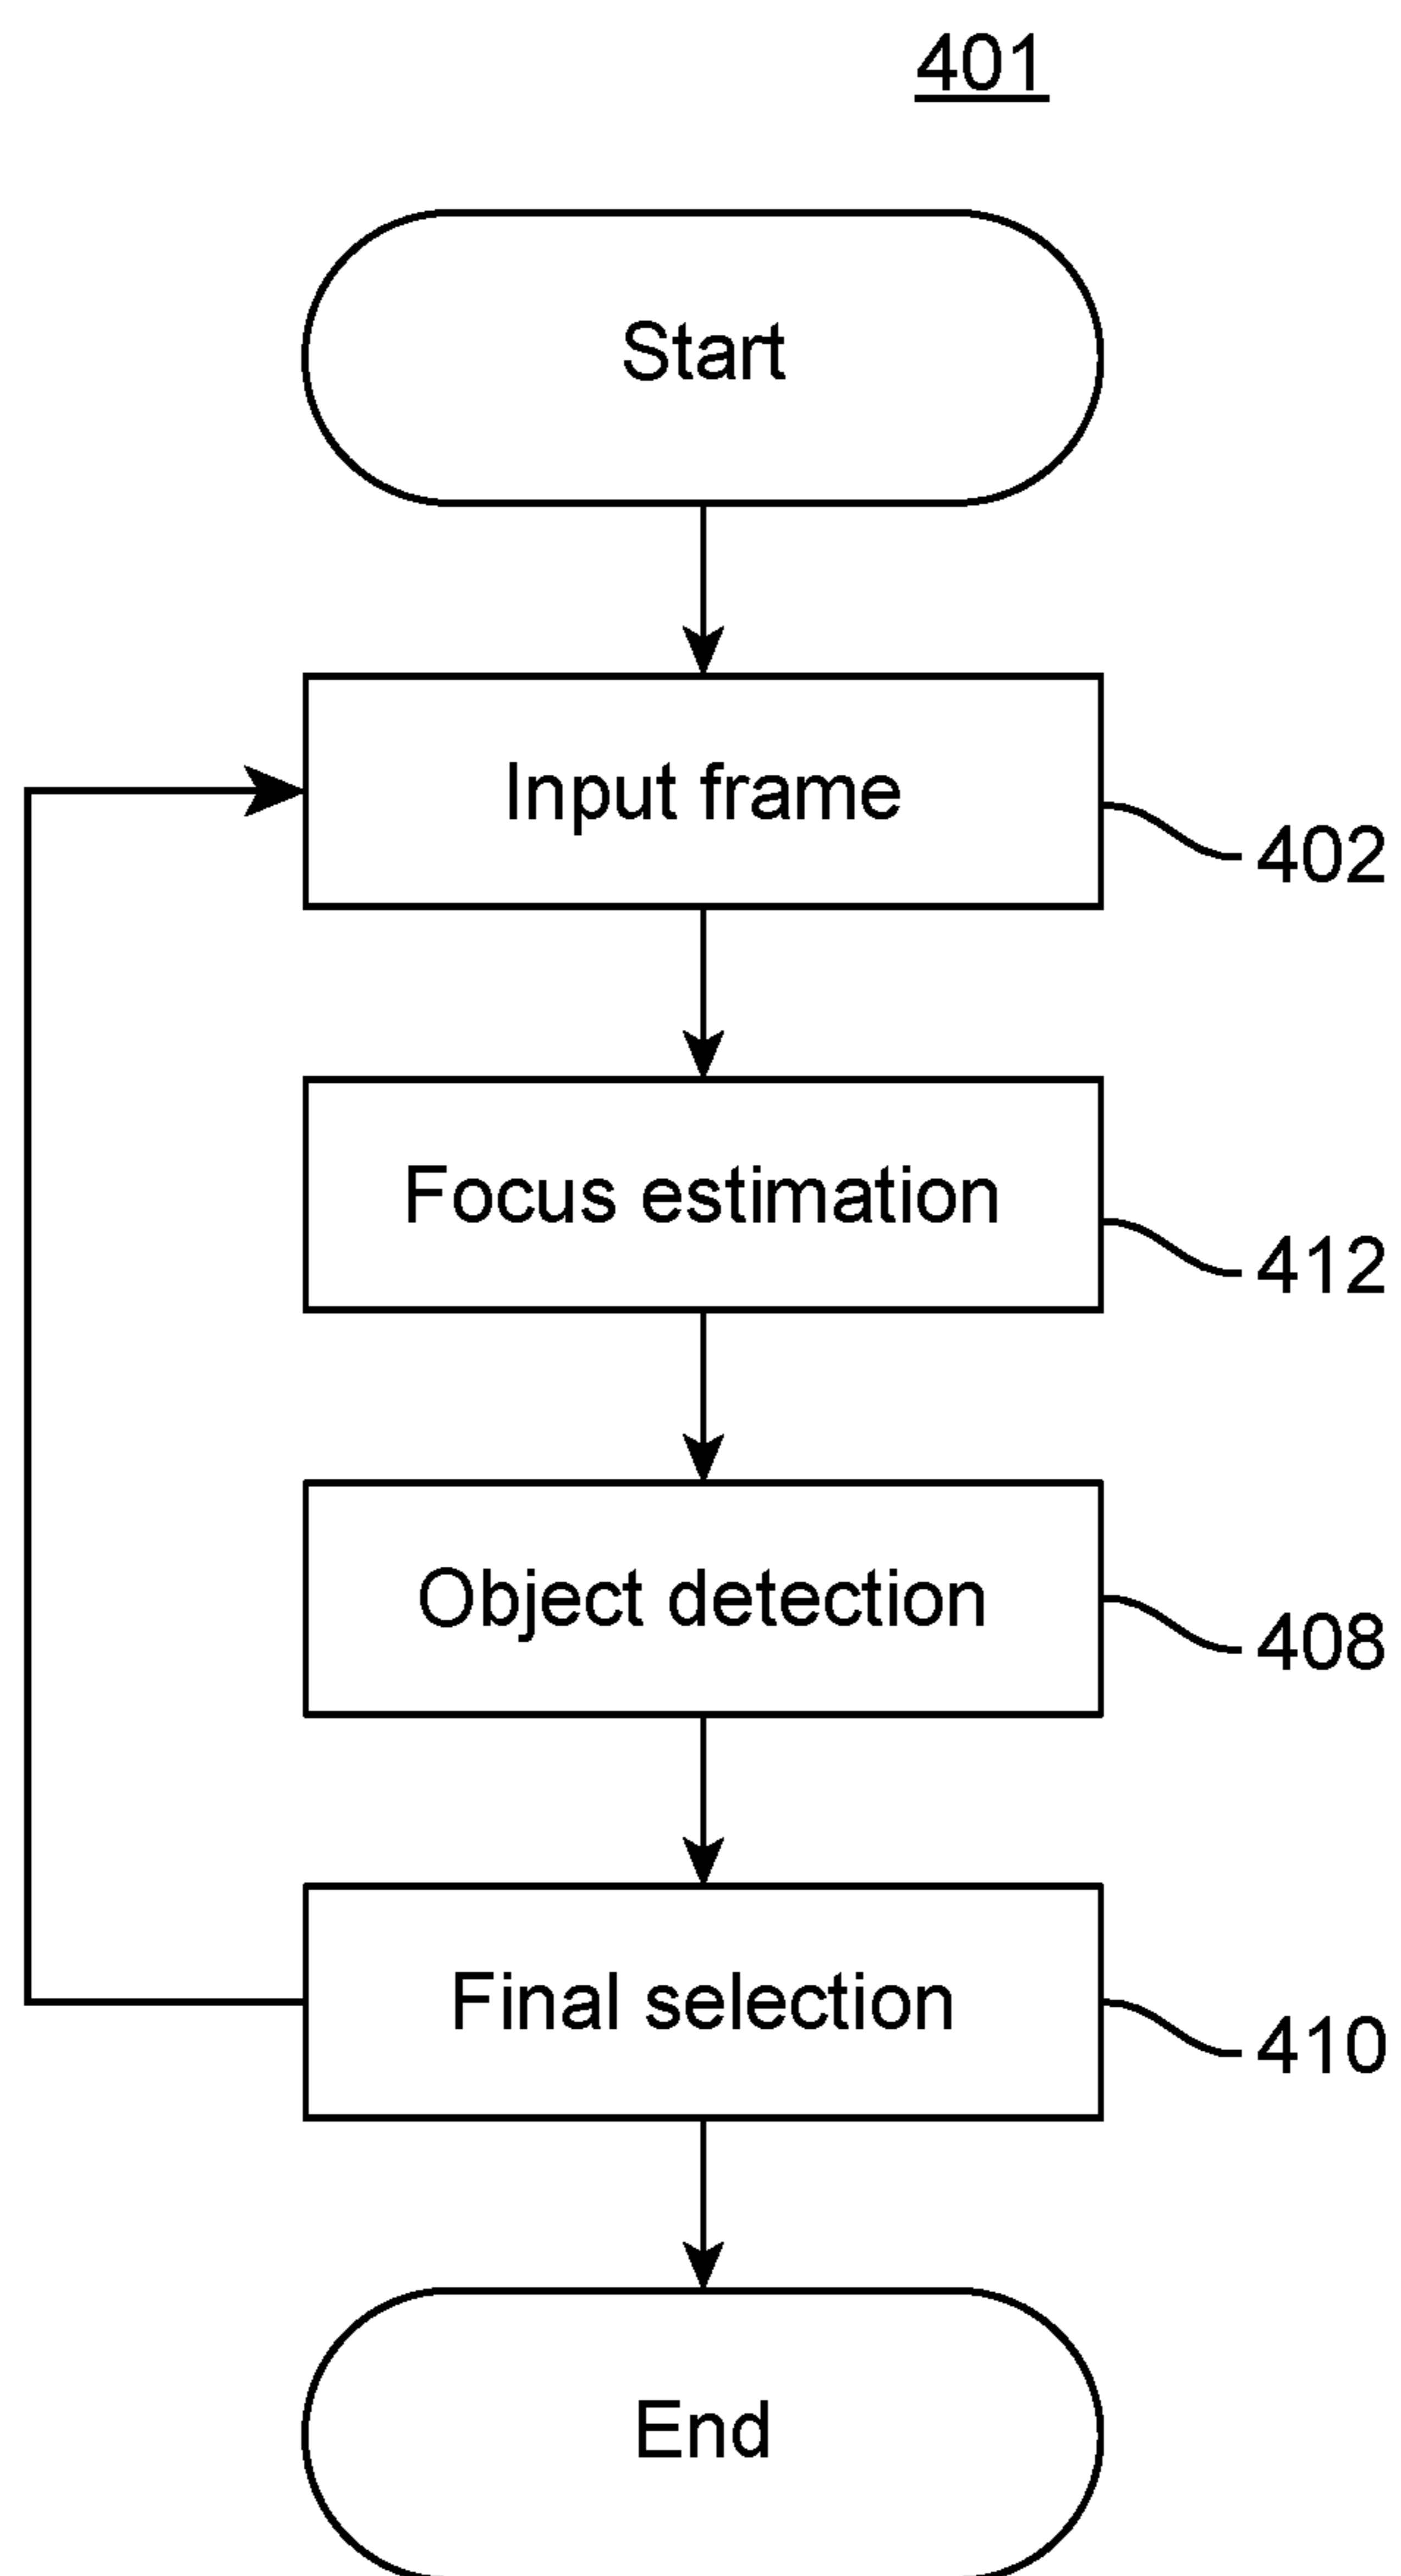 401
Start
Input frame
402
Focus estimation
412
Object detection
408
Final selection
410
End